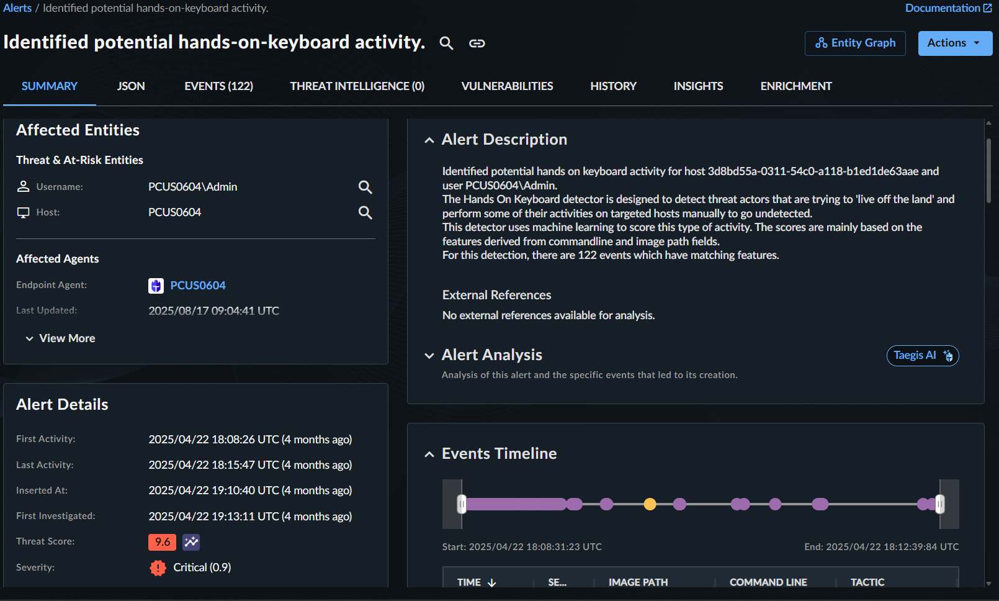 Alerts / Identified potential hands-on-keyboard activity.
Documentation
Identified potential hands-on-keyboard activity.
Entity Graph
Actions
SUMMARY
JSON
EVENTS (122)
THREAT INTELLIGENCE (0)
VULNERABILITIES
HISTORY
INSIGHTS
ENRICHMENT
Affected Entities
Threat & At-Risk Entities
Username: PCUS0604\Admin
Host: PCUS0604
Affected Agents
Endpoint Agent: PCUS0604
Last Updated: 2025/08/17 09:04:41 UTC
View More
Alert Details
First Activity: 2025/04/22 18:08:26 UTC (4 months ago)
Last Activity: 2025/04/22 18:15:47 UTC (4 months ago)
Inserted At: 2025/04/22 19:10:40 UTC (4 months ago)
First Investigated: 2025/04/22 19:13:11 UTC (4 months ago)
Threat Score: 9.6
Severity: Critical (0.9)
Alert Description
Identified potential hands on keyboard activity for host 3d8bd55a-0311-54c0-a118-b1ed1de63aae and
user PCUS0604\Admin.
The Hands On Keyboard detector is designed to detect threat actors that are trying to 'live off the land' and
perform some of their activities on targeted hosts manually to go undetected.
This detector uses machine learning to score this type of activity. The scores are mainly based on the
features derived from commandline and image path fields.
For this detection, there are 122 events which have matching features.
External References
No external references available for analysis.
Alert Analysis
Taegis AI
Analysis of this alert and the specific events that led to its creation.
Events Timeline
Start: 2025/04/22 18:08:31:23 UTC
End: 2025/04/22 18:12:39:84 UTC
TIME
SE...
IMAGE PATH
COMMAND LINE
TACTIC